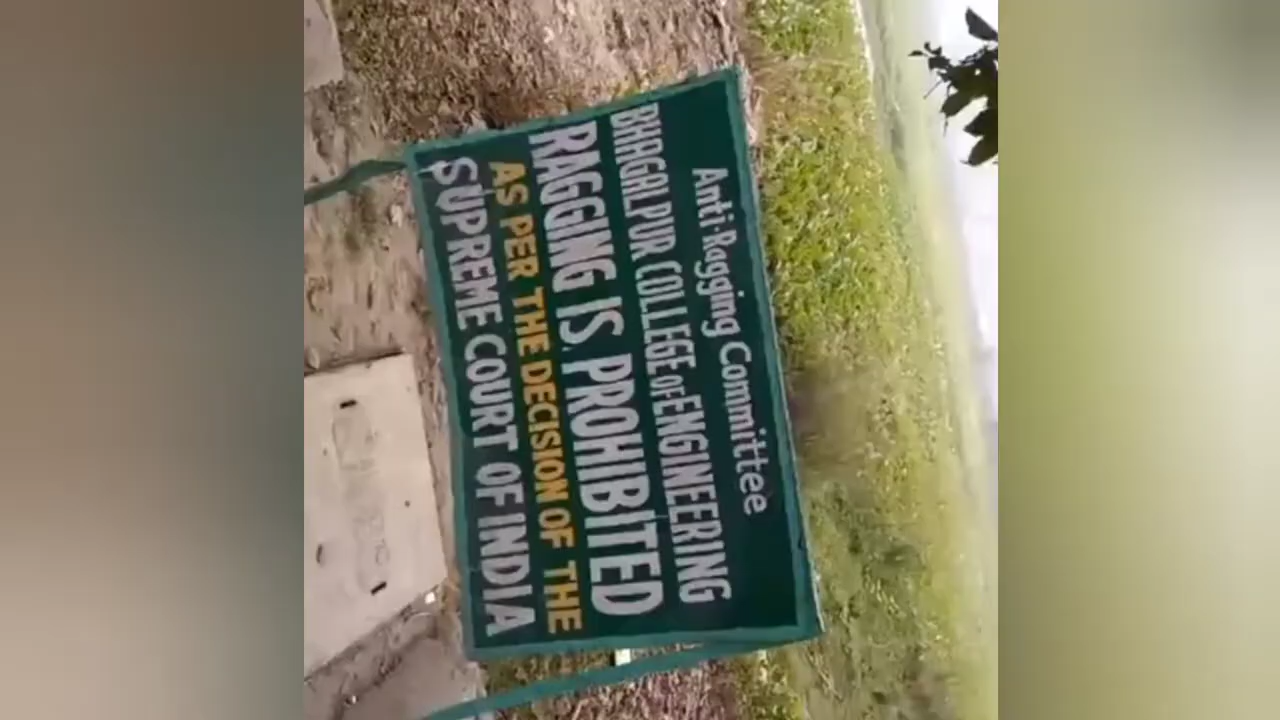 Anti-Ragging Committee
BHAGALPUR COLLEGE OF ENGINEERING
RAGGING IS PROHIBITED
AS PER THE DECISION OF THE
SUPREME COURT OF INDIA